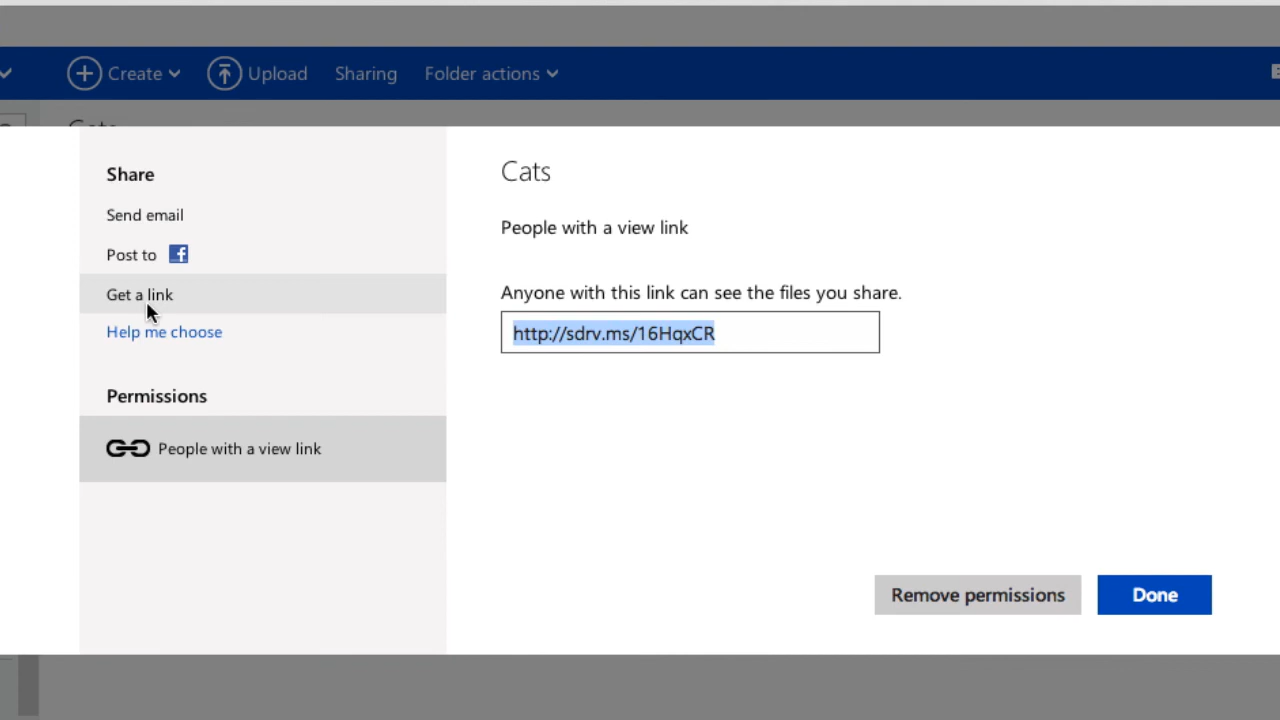 Create Upload Sharing Folder actions
Cats
Share
Send email
Post to
Get a link
Help me choose
Permissions
People with a view link
Cats
People with a view link
Anyone with this link can see the files you share.
http://sdrv.ms/16HqxCR
Remove permissions Done